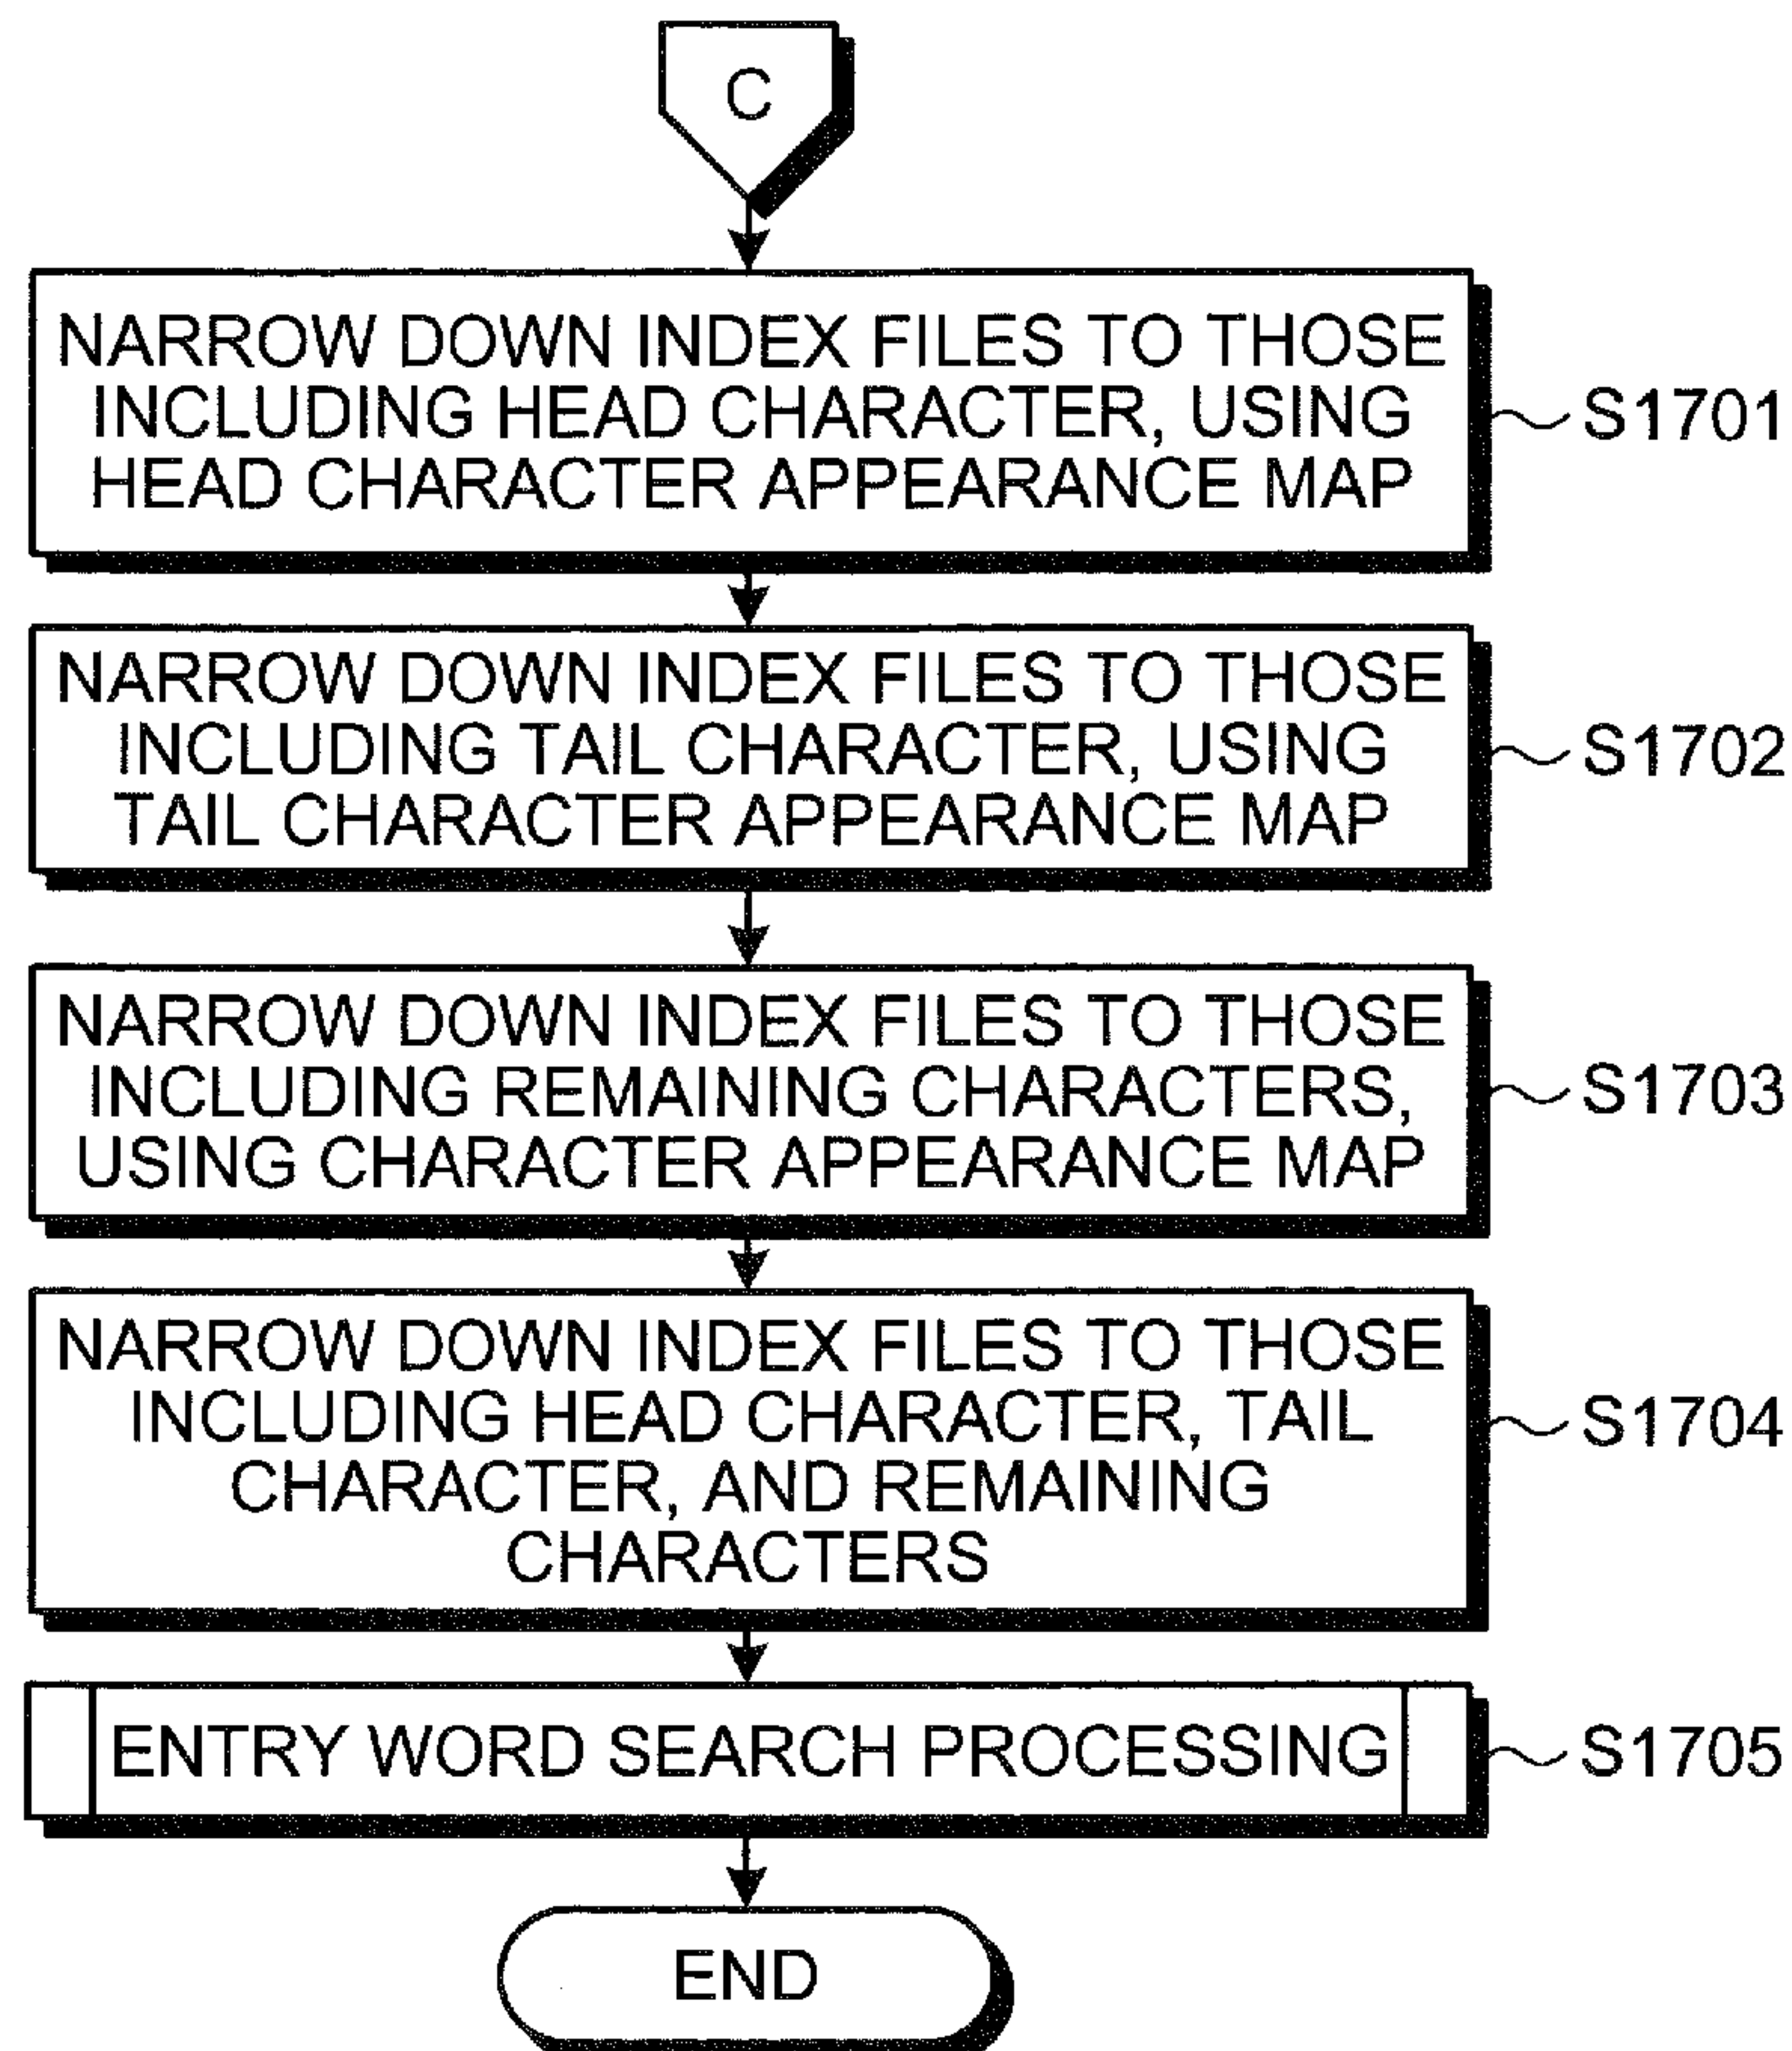 C
NARROW DOWN INDEX FILES TO THOSE
INCLUDING HEAD CHARACTER, USING
HEAD CHARACTER APPEARANCE MAP
S1701
NARROW DOWN INDEX FILES TO THOSE
INCLUDING TAIL CHARACTER, USING
TAIL CHARACTER APPEARANCE MAP
S1702
NARROW DOWN INDEX FILES TO THOSE
INCLUDING REMAINING CHARACTERS,
USING CHARACTER APPEARANCE MAP
S1703
NARROW DOWN INDEX FILES TO THOSE
INCLUDING HEAD CHARACTER, TAIL
CHARACTER, AND REMAINING
CHARACTERS
S1704
ENTRY WORD SEARCH PROCESSING
S1705
END